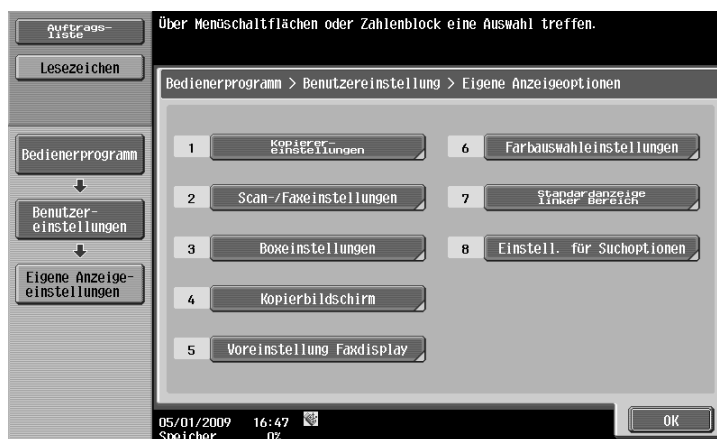 Auftrags-
liste
Lesezeichen
Bedienerprogramm
Benutzer-
einstellungen
Eigene Anzeige-
einstellungen
Über Menüschaltflächen oder Zahlenblock eine Auswahl treffen.
Bedienerprogramm > Benutzereinstellung > Eigene Anzeigeoptionen
1 Kopierer-
einstellungen
2 Scan-/Faxeinstellungen
3 Boxeinstellungen
4 Kopierbildschirm
5 Voreinstellung Faxdisplay
6 Farbauswahleinstellungen
7 Standardanzeige
linker Bereich
8 Einstell. für Suchoptionen
05/01/2009 16:47
Speicher 0%
OK